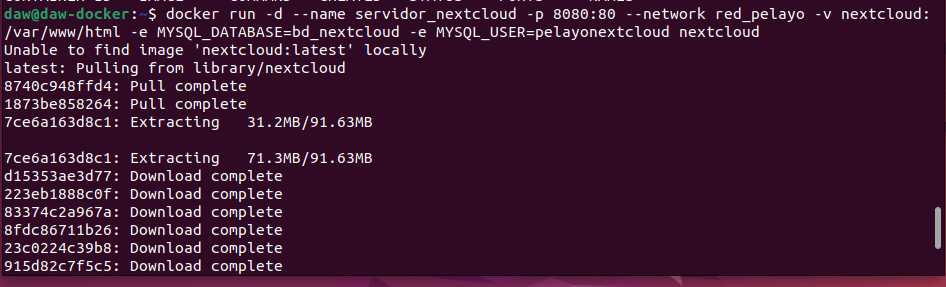 daw@daw-docker:~$ docker run -d --name servidor_nextcloud -p 8080:80 --network red_pelayo -v nextcloud:
/var/www/html -e MYSQL_DATABASE=bd_nextcloud -e MYSQL_USER=pelayonextcloud nextcloud
Unable to find image 'nextcloud:latest' locally
latest: Pulling from library/nextcloud
8740c948ffd4: Pull complete
1873be858264: Pull complete
7ce6a163d8c1: Extracting   31.2MB/91.63MB
7ce6a163d8c1: Extracting   71.3MB/91.63MB
d15353ae3d77: Download complete
223eb1888c0f: Download complete
83374c2a967a: Download complete
8fdc86711b26: Download complete
23c0224c39b8: Download complete
915d82c7f5c5: Download complete